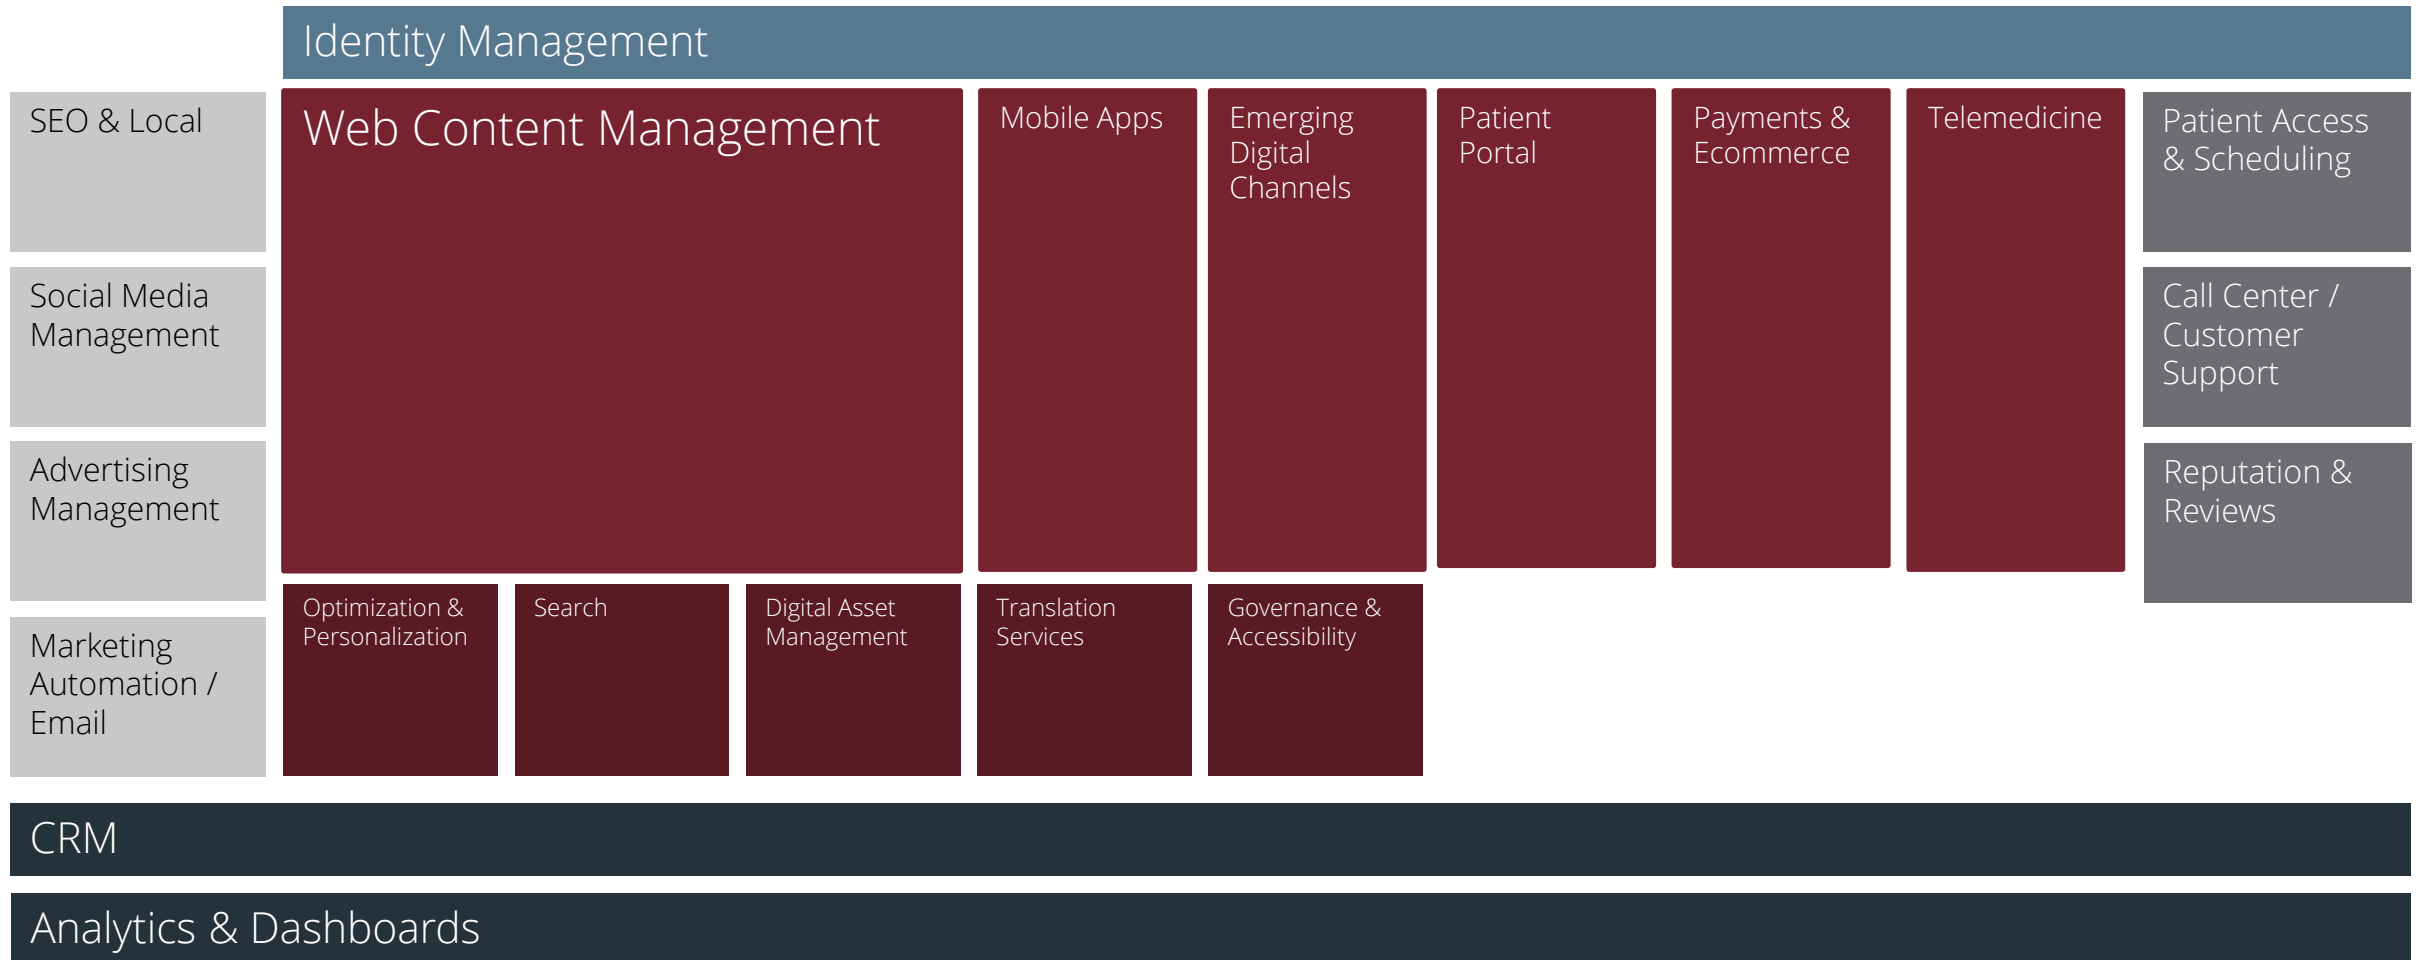 Identity Management
SEO & Local
Social Media
Management
Advertising
Management
Marketing
Automation /
Email
Web Content Management
Mobile Apps
Emerging
Digital
Channels
Patient
Portal
Payments &
Ecommerce
Telemedicine
Patient Access
& Scheduling
Call Center /
Customer
Support
Reputation &
Reviews
Optimization &
Personalization
Search
Digital Asset
Management
Translation
Services
Governance &
Accessibility
CRM
Analytics & Dashboards